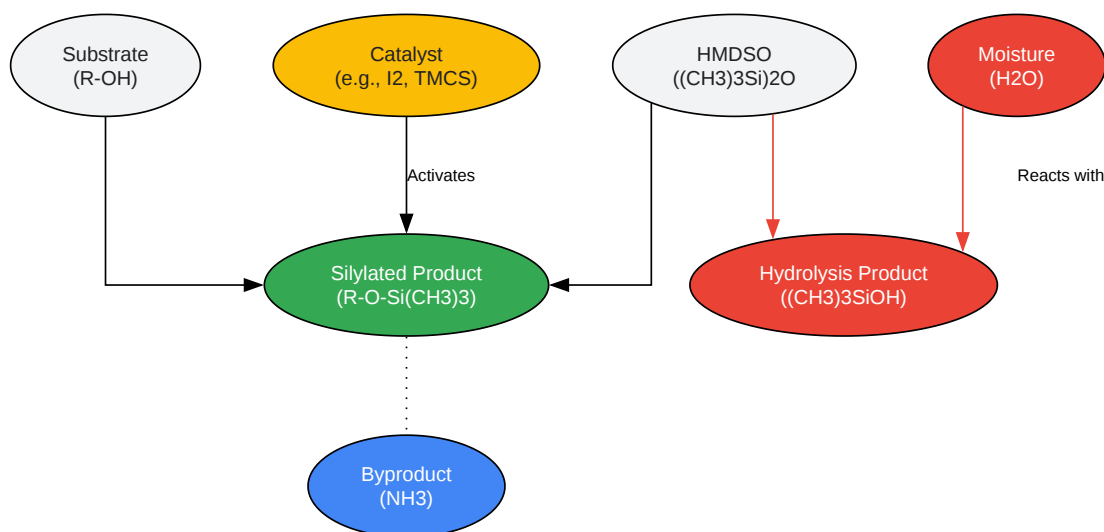 Substrate
(R-OH)
Catalyst
(e.g., I2, TMCS)
HMDSO
((CH3)3Si)2O
Moisture
(H2O)
Activates
Reacts with
Silylated Product
(R-O-Si(CH3)3)
Hydrolysis Product
((CH3)3SiOH)
Byproduct
(NH3)